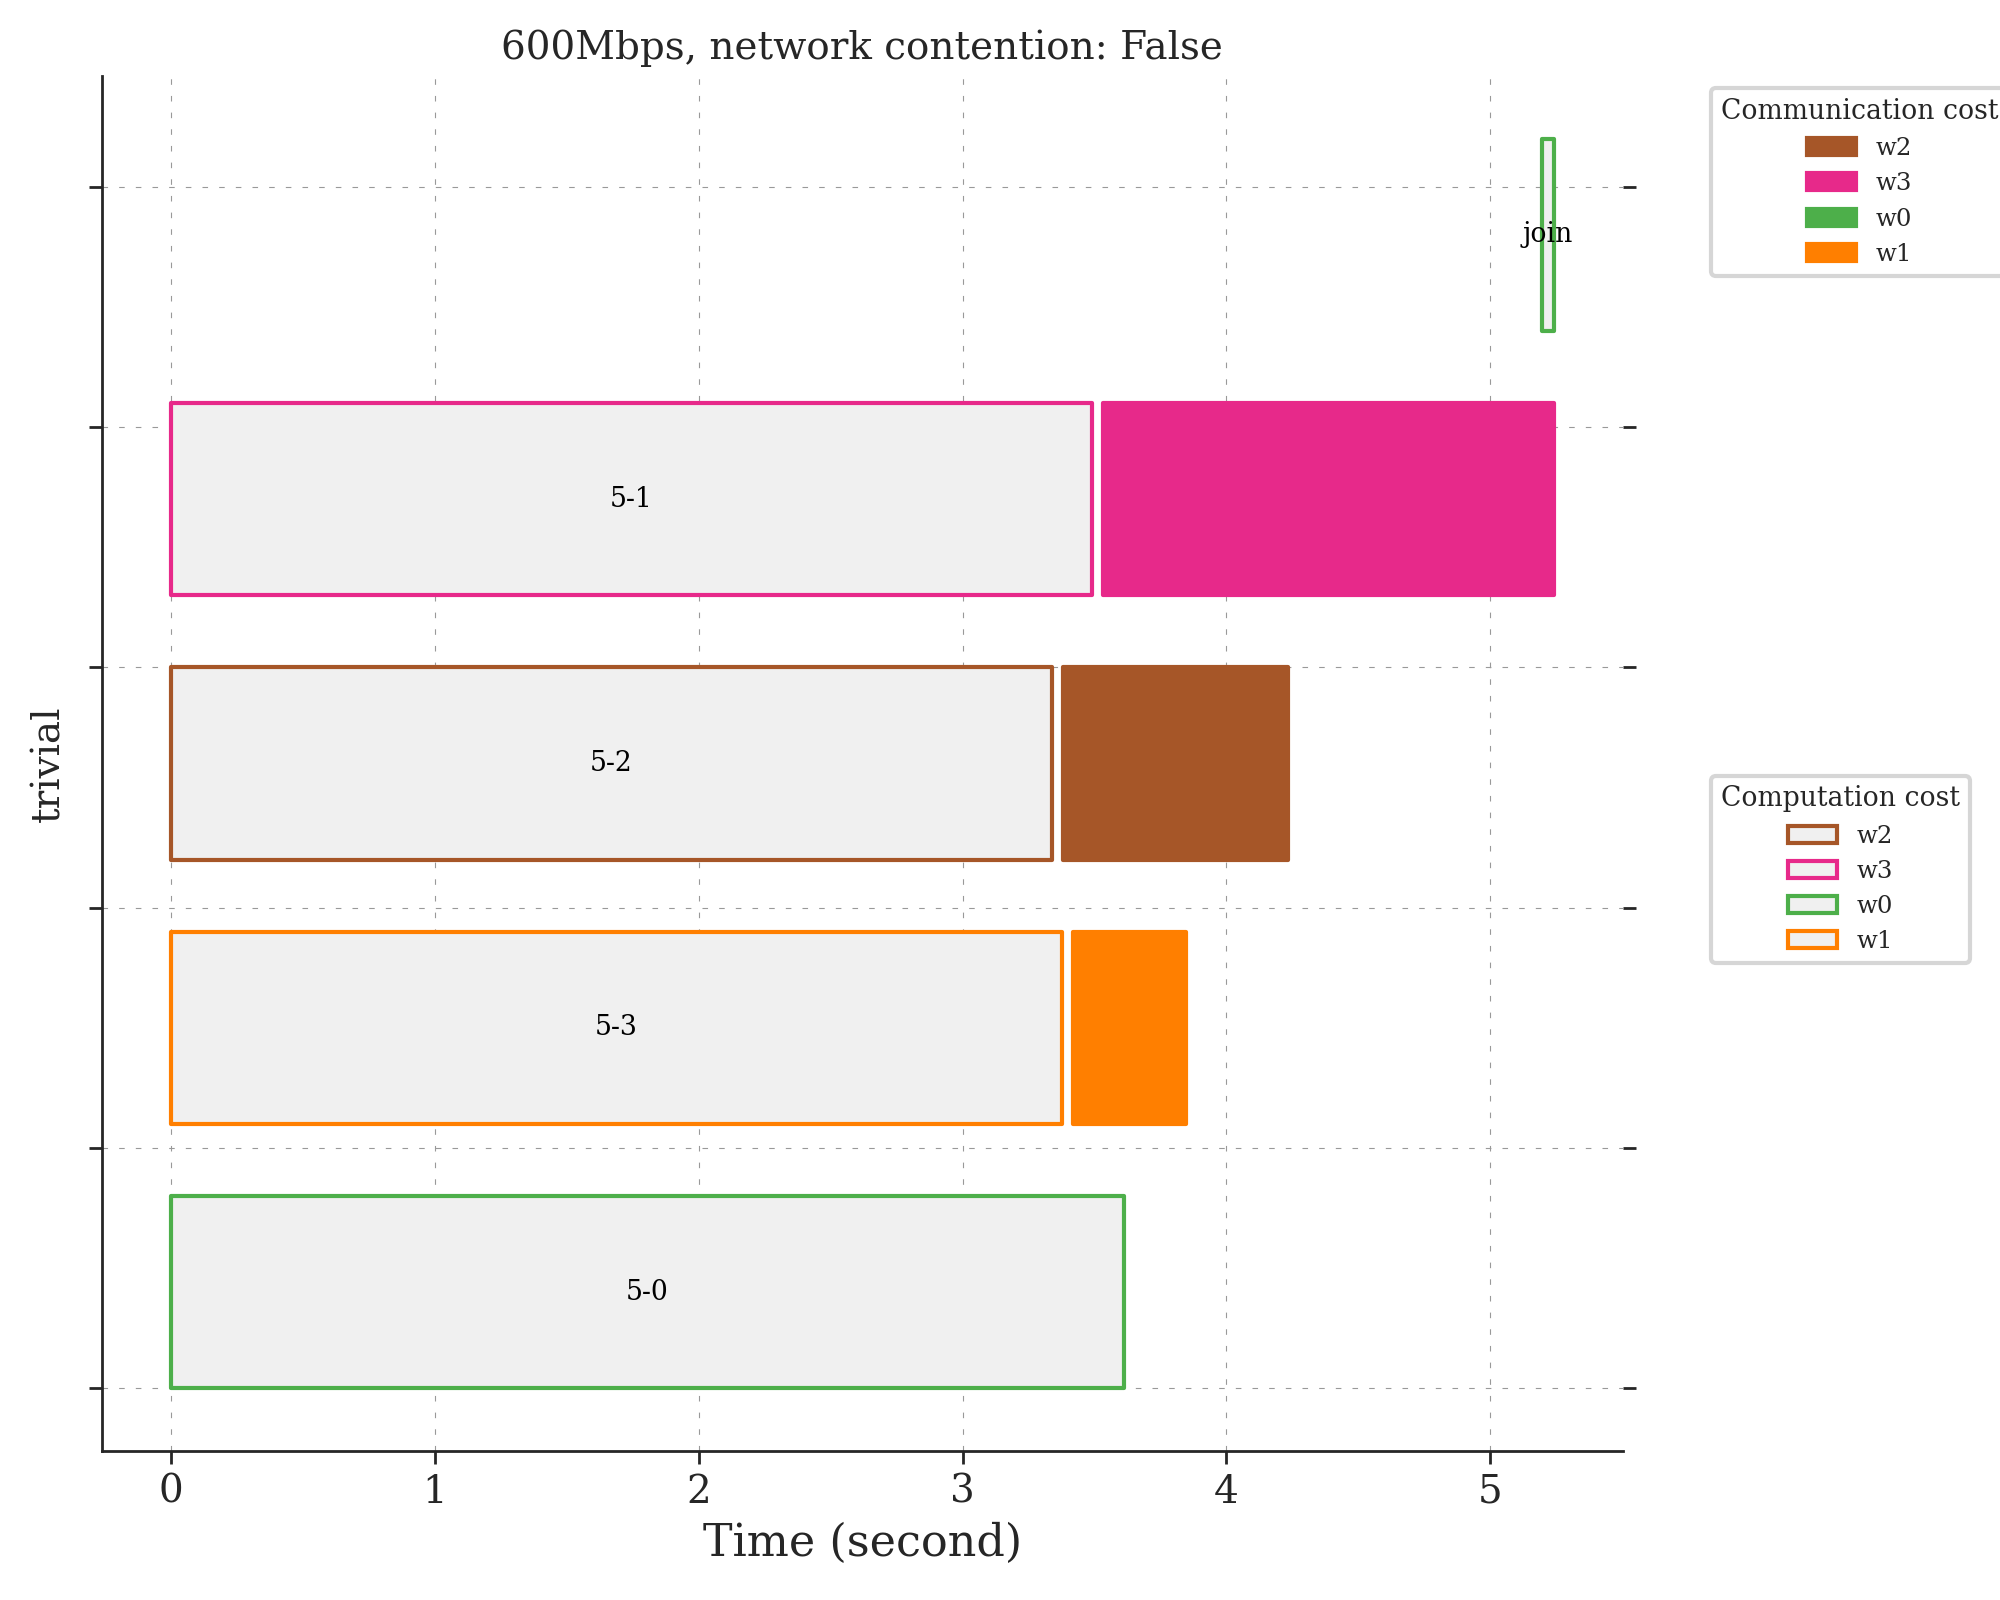 600Mbps, network contention: False
Communication cost
w2
w3
w0
w1
join
5-1
5-2
5-3
5-0
trivial
Computation cost
w2
w3
w0
w1
0 1 2 3 4 5
Time (second)